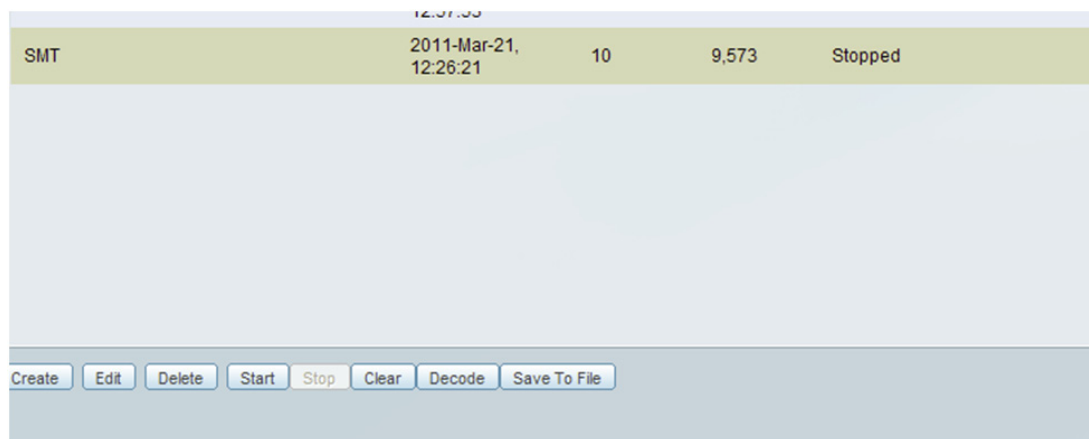 SMT 2011-Mar-21, 10 9,573 Stopped
12:26:21
Create Edit Delete Start Stop Clear Decode Save To File